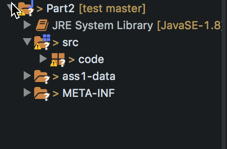 > Part2 [test master]
JRE System Library [JavaSE-1.8
> src
> code
> ass1-data
> META-INF